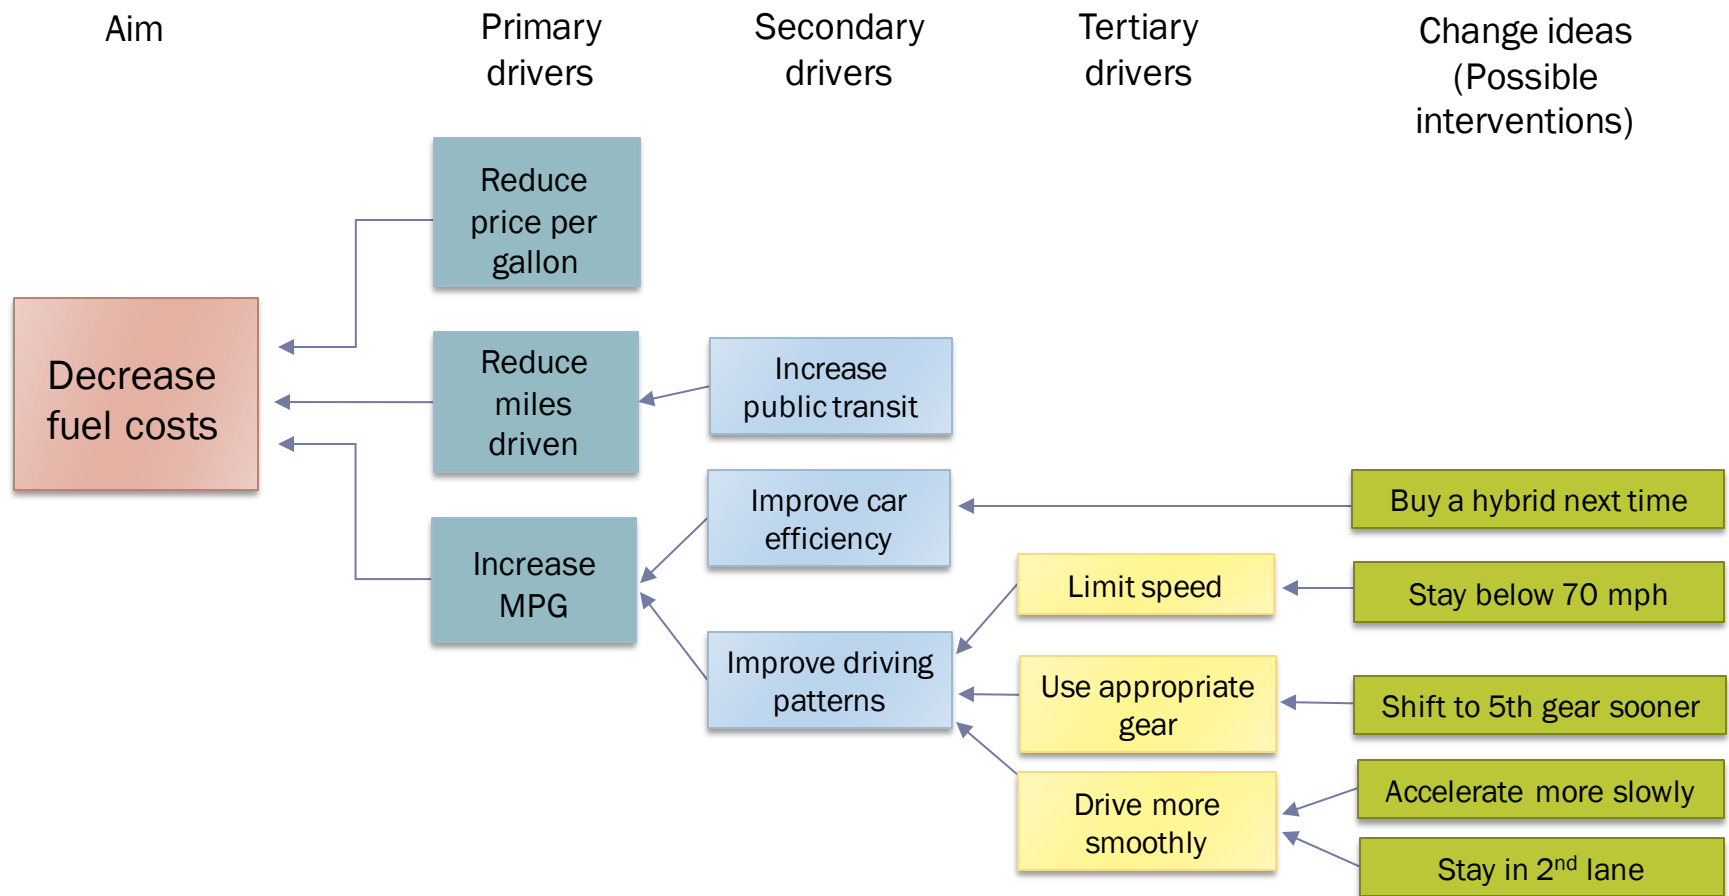 Aim
Primary
drivers
Secondary
drivers
Tertiary
drivers
Change ideas
(Possible
interventions)
Reduce
price per
gallon
Decrease
fuel costs
Reduce
miles
driven
Increase
public transit
Improve car
efficiency
Buy a hybrid next time
Increase
MPG
Limit speed
Stay below 70 mph
Improve driving
patterns
Use appropriate
gear
Shift to 5th gear sooner
Drive more
smoothly
Accelerate more slowly
Stay in 2nd lane